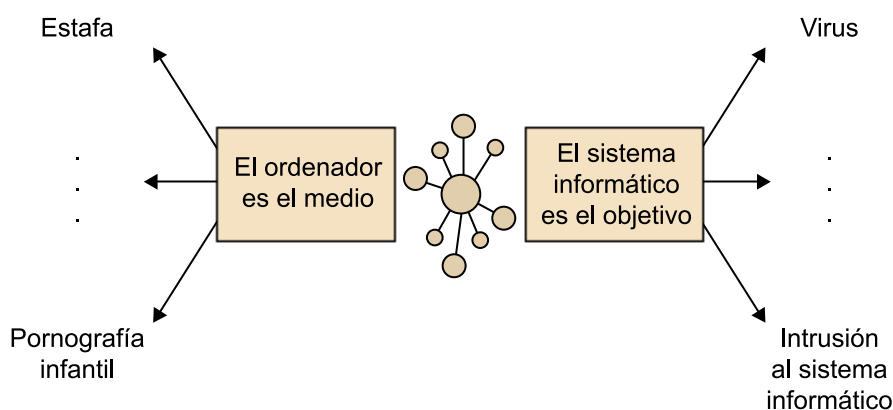 Estafa
Virus
El ordenador
es el medio
El sistema
informático
es el objetivo
.
.
.
.
.
.
Pornografía
infantil
Intrusión
al sistema
informático